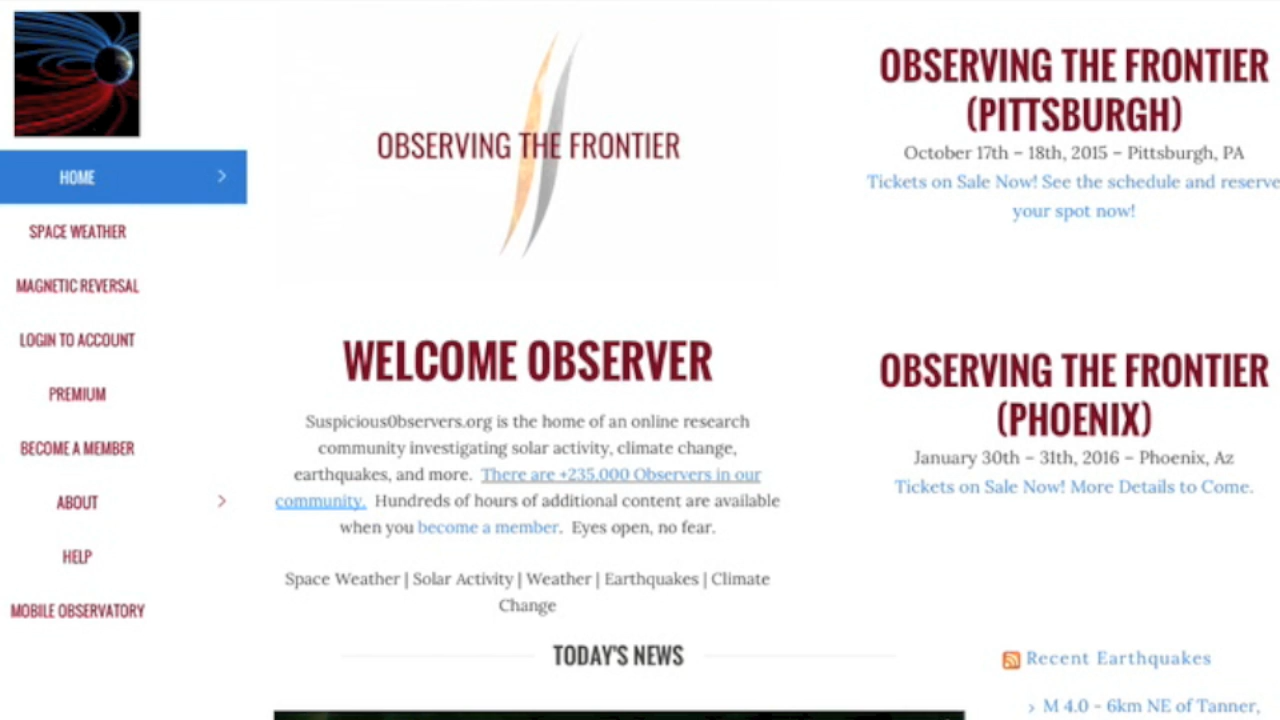 HOME
SPACE WEATHER
MAGNETIC REVERSAL
LOGIN TO ACCOUNT
PREMIUM
BECOME A MEMBER
ABOUT
HELP
MOBILE OBSERVATORY
OBSERVING THE FRONTIER
WELCOME OBSERVER
Suspicious0bservers.org is the home of an online research
community investigating solar activity, climate change,
earthquakes, and more. There are +235,000 Observers in our
community. Hundreds of hours of additional content are available
when you become a member. Eyes open, no fear.
Space Weather | Solar Activity | Weather | Earthquakes | Climate
Change
TODAY'S NEWS
OBSERVING THE FRONTIER
(PITTSBURGH)
October 17th – 18th, 2015 – Pittsburgh, PA
Tickets on Sale Now! See the schedule and reserve
your spot now!
OBSERVING THE FRONTIER
(PHOENIX)
January 30th – 31th, 2016 – Phoenix, Az
Tickets on Sale Now! More Details to Come.
Recent Earthquakes
› M 4.0 - 6km NE of Tanner,